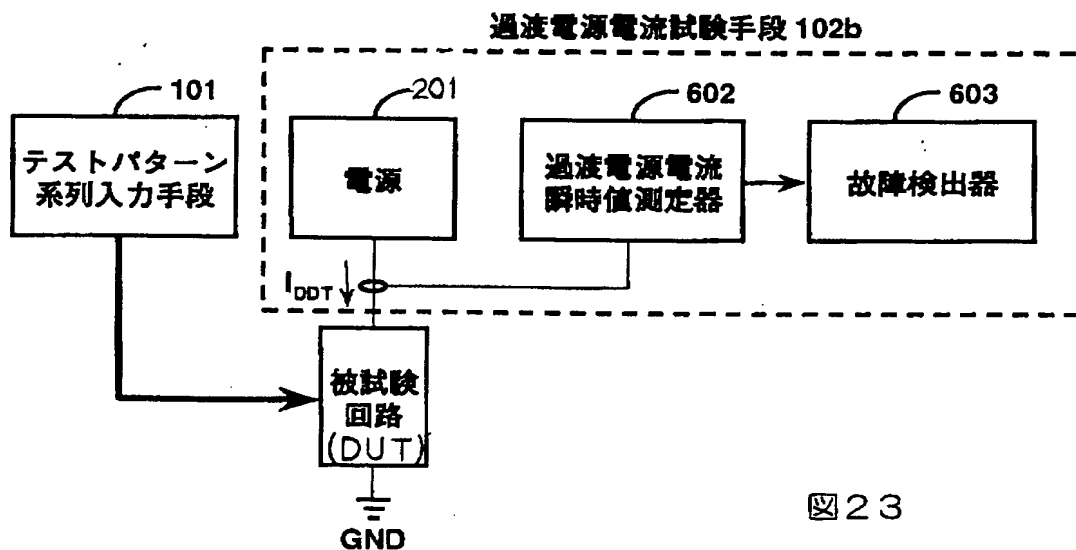 過渡電源電流試験手段 102b
101
201
602
603
テストパターン
系列入力手段
電源
過渡電源電流
瞬時値測定器
故障検出器
IDDT
被試験
回路
(DUT)
GND
図23